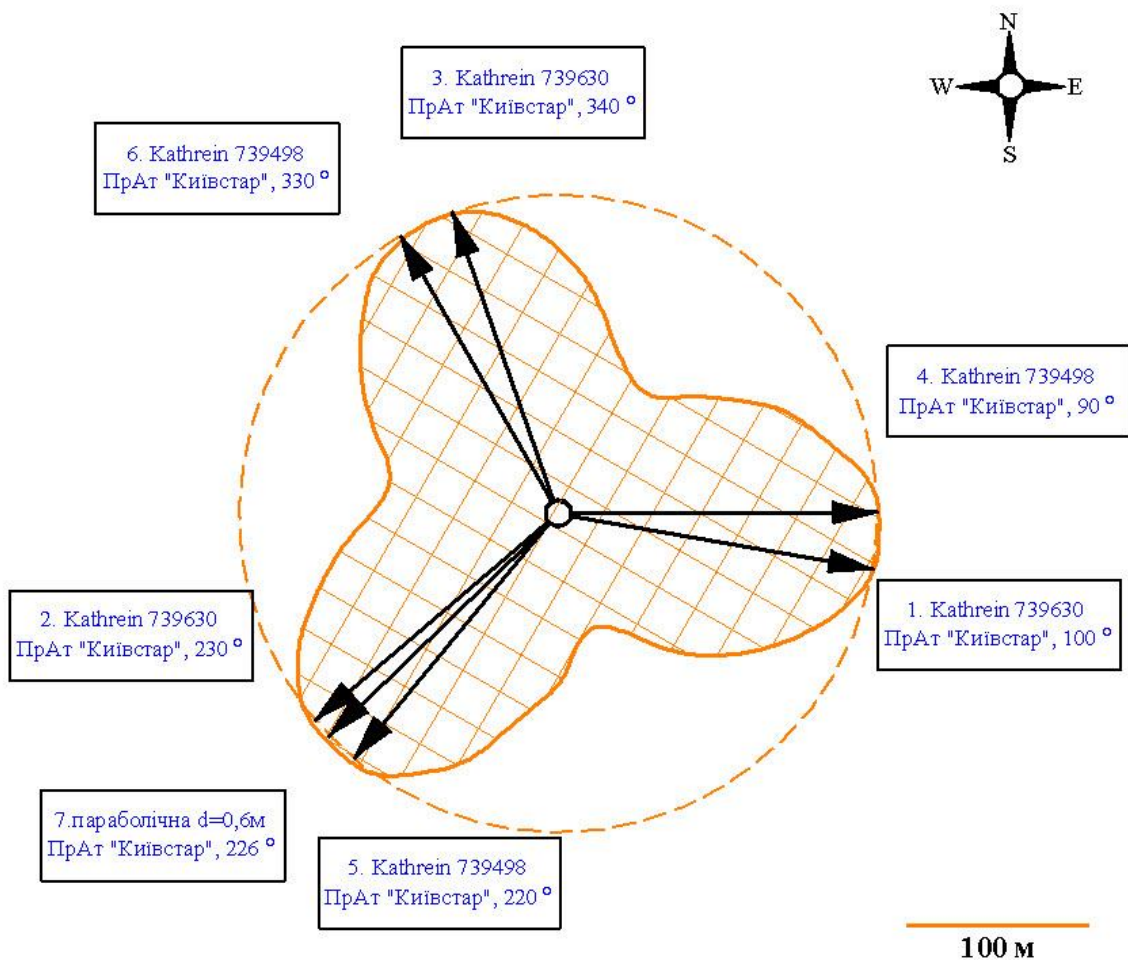 N
W E
S
3. Kathrein 739630
ПрАт "Київстар", 340 °
6. Kathrein 739498
ПрАт "Київстар", 330 °
4. Kathrein 739498
ПрАт "Київстар", 90 °
2. Kathrein 739630
ПрАт "Київстар", 230 °
1. Kathrein 739630
ПрАт "Київстар", 100 °
7.параболічна d=0,6м
ПрАт "Київстар", 226 °
5. Kathrein 739498
ПрАт "Київстар", 220 °
100 м